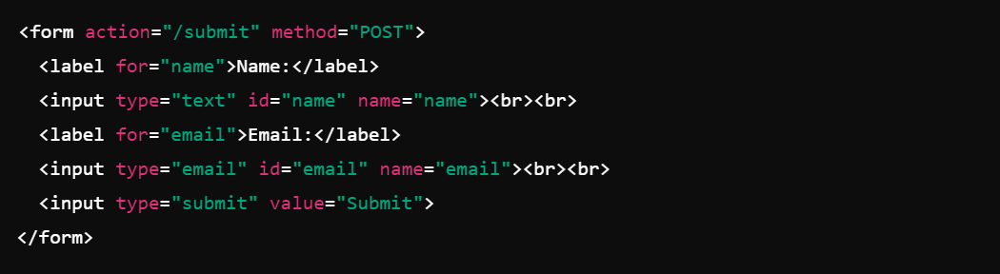 <form action="/submit" method="POST">
  <label for="name">Name:</label>
  <input type="text" id="name" name="name"><br><br>
  <label for="email">Email:</label>
  <input type="email" id="email" name="email"><br><br>
  <input type="submit" value="Submit">
</form>